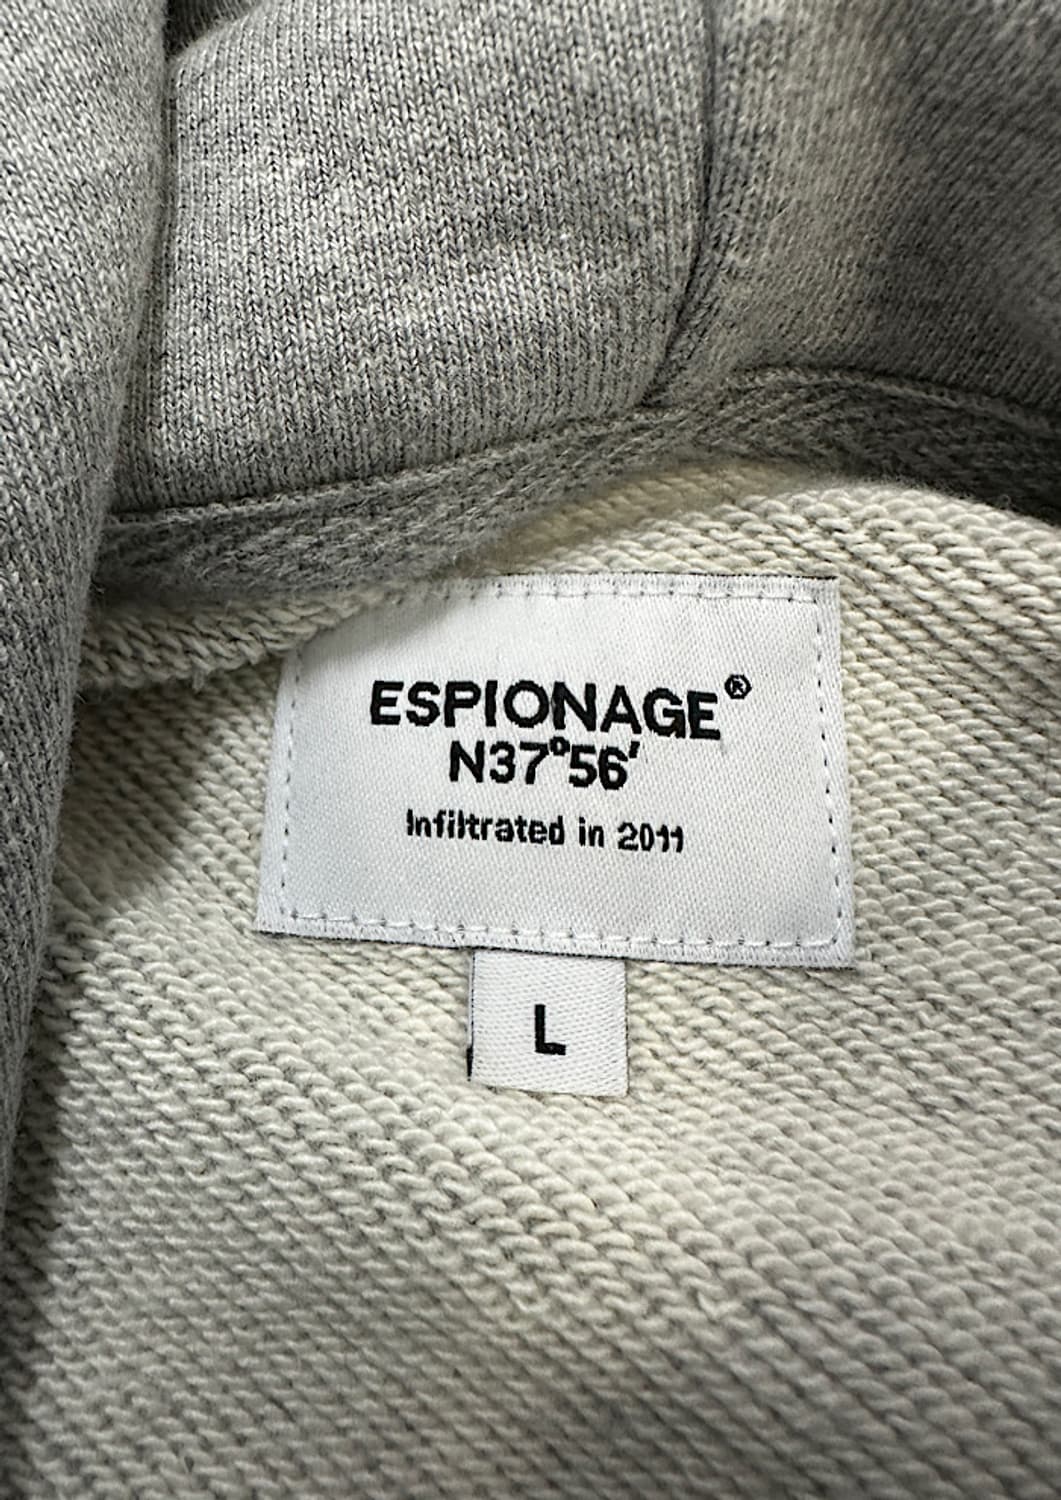 ESPIONAGE®
N37°56′
Infiltrated in 2011
L